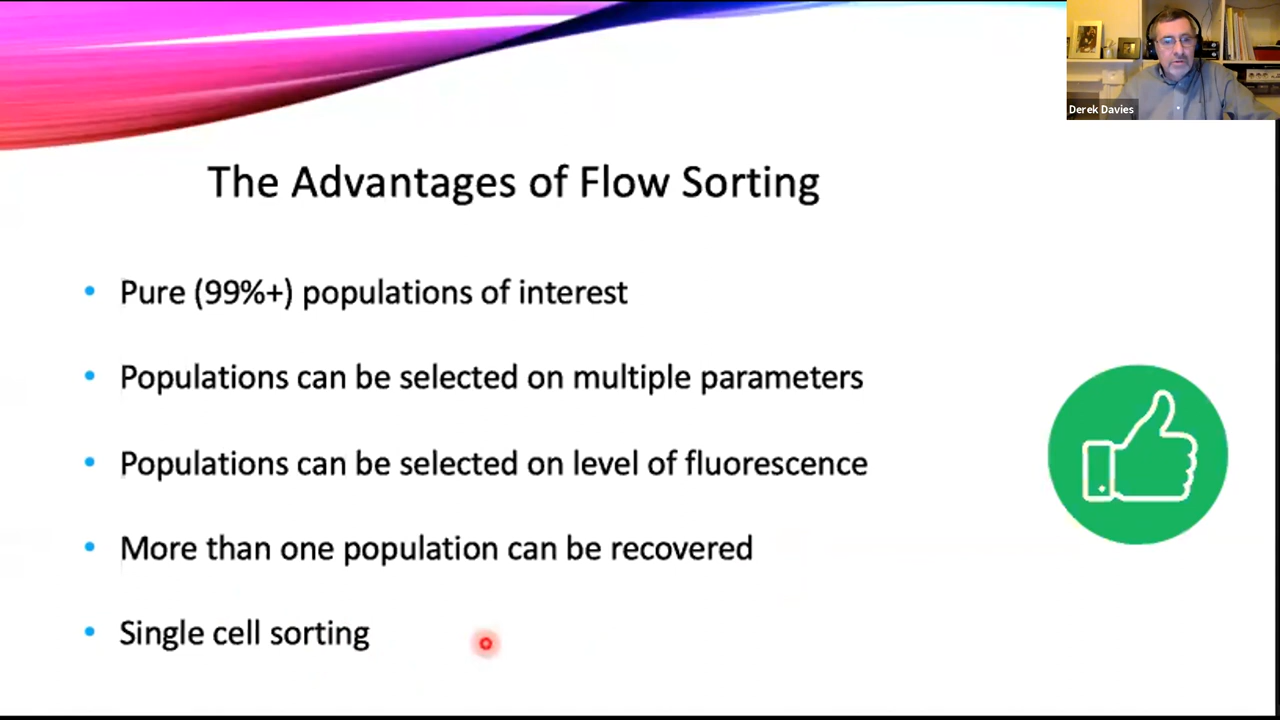 Derek Davies
The Advantages of Flow Sorting
• Pure (99%+) populations of interest
• Populations can be selected on multiple parameters
• Populations can be selected on level of fluorescence
• More than one population can be recovered
• Single cell sorting